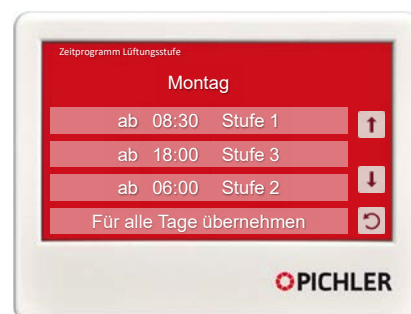 Zeitprogramm Lüftungsstufe
Montag
ab 08:30 Stufe 1
ab 18:00 Stufe 3
ab 06:00 Stufe 2
Für alle Tage übernehmen
PICHLER